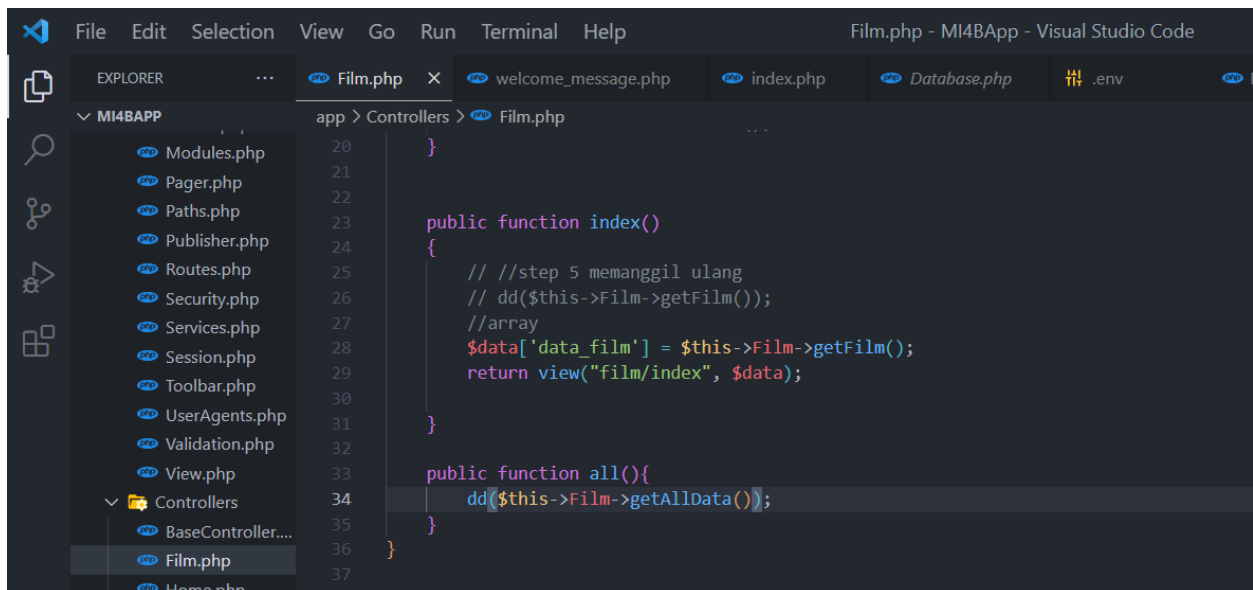 File Edit Selection View Go Run Terminal Help Film.php - MI4BApp - Visual Studio Code
EXPLORER ··· Film.php × welcome_message.php index.php Database.php .env
MI4BAPP
app > Controllers > Film.php
Modules.php
Pager.php
Paths.php
Publisher.php
Routes.php
Security.php
Services.php
Session.php
Toolbar.php
UserAgents.php
Validation.php
View.php
Controllers
BaseController....
Film.php
Home.php
20 }
21
22
23 public function index()
24 {
25 // //step 5 memanggil ulang
26 // dd($this->Film->getFilm());
27 //array
28 $data['data_film'] = $this->Film->getFilm();
29 return view("film/index", $data);
30
31 }
32
33 public function all(){
34 dd($this->Film->getAllData());
35 }
36 }
37